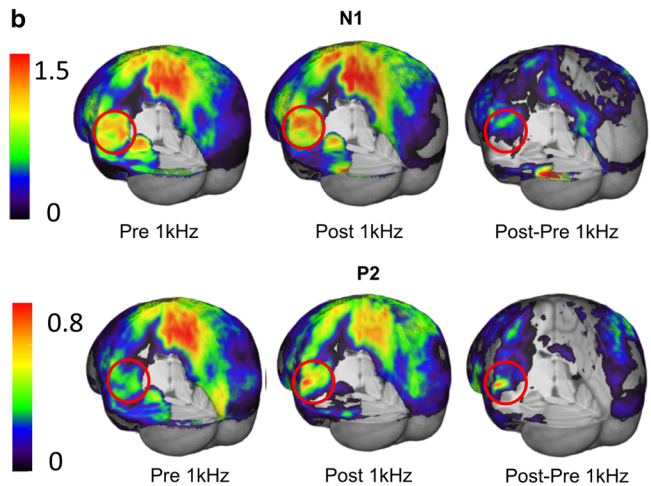 b
N1
1.5
0
Pre 1kHz
Post 1kHz
Post-Pre 1kHz
P2
0.8
0
Pre 1kHz
Post 1kHz
Post-Pre 1kHz